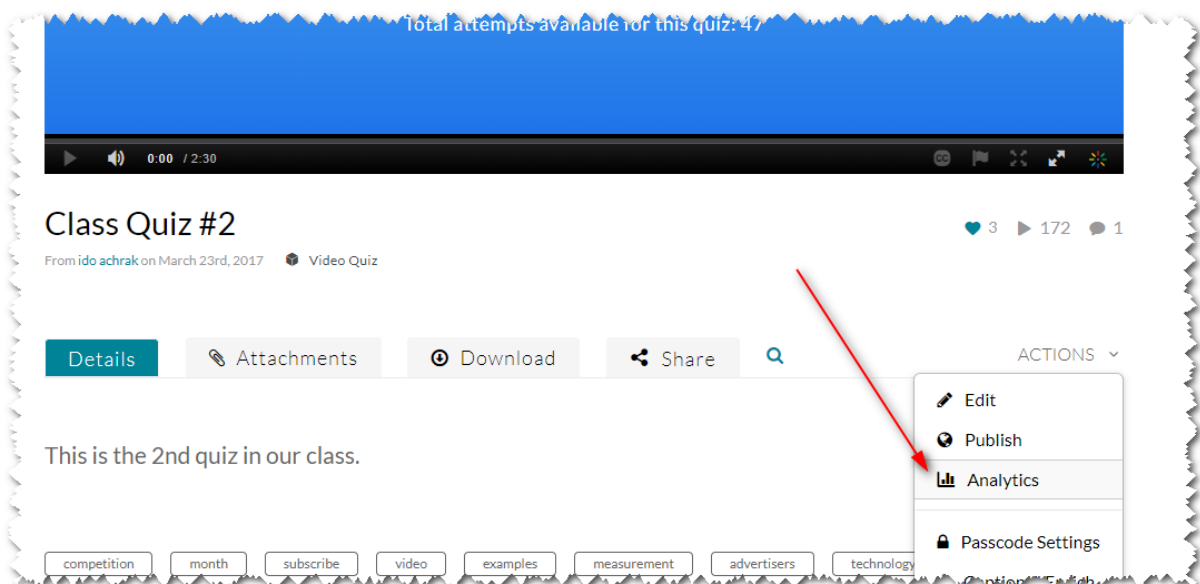 Total attempts available for this quiz: 47
0:00 / 2:30
CC
Class Quiz #2
3 172 1
From ido achrak on March 23rd, 2017 Video Quiz
Details Attachments Download Share ACTIONS
Edit
Publish
This is the 2nd quiz in our class.
Analytics
Passcode Settings
competition month subscribe video examples measurement advertisers technology